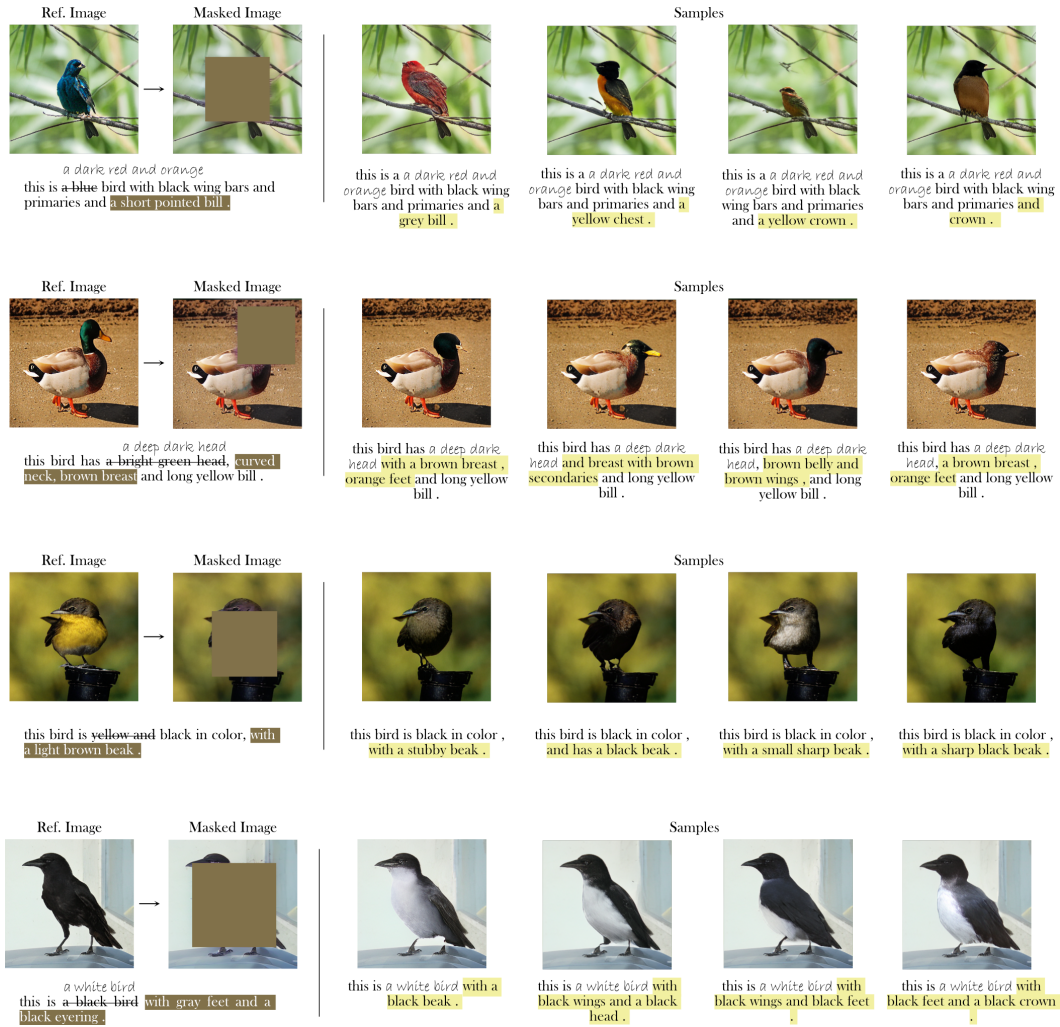 Ref. Image
Masked Image
Samples
a dark red and orange
this is a blue bird with black wing bars and
primaries and a short pointed bill .
this is a a dark red and
orange bird with black wing
bars and primaries and a
grey bill .
this is a a dark red and
orange bird with black wing
bars and primaries and a
yellow chest .
this is a a dark red and
orange bird with black
wing bars and primaries
and a yellow crown .
this is a a dark red and
orange bird with black wing
bars and primaries and
crown .
Ref. Image
Masked Image
Samples
a deep dark head
this bird has a bright green head, curved
neck, brown breast and long yellow bill .
this bird has a deep dark
head with a brown breast ,
orange feet and long yellow
bill .
this bird has a deep dark
head and breast with brown
secondaries and long yellow
bill .
this bird has a deep dark
head, brown belly and
brown wings , and long
yellow bill .
this bird has a deep dark
head, a brown breast ,
orange feet and long yellow
bill .
Ref. Image
Masked Image
Samples
this bird is yellow and black in color, with
a light brown beak .
this bird is black in color ,
with a stubby beak .
this bird is black in color ,
and has a black beak .
this bird is black in color ,
with a small sharp beak .
this bird is black in color ,
with a sharp black beak .
Ref. Image
Masked Image
Samples
a white bird
this is a black bird with gray feet and a
black eyering .
this is a white bird with a
black beak .
this is a white bird with
black wings and a black
head .
this is a white bird with
black wings and black feet
.
this is a white bird with
black feet and a black crown
.